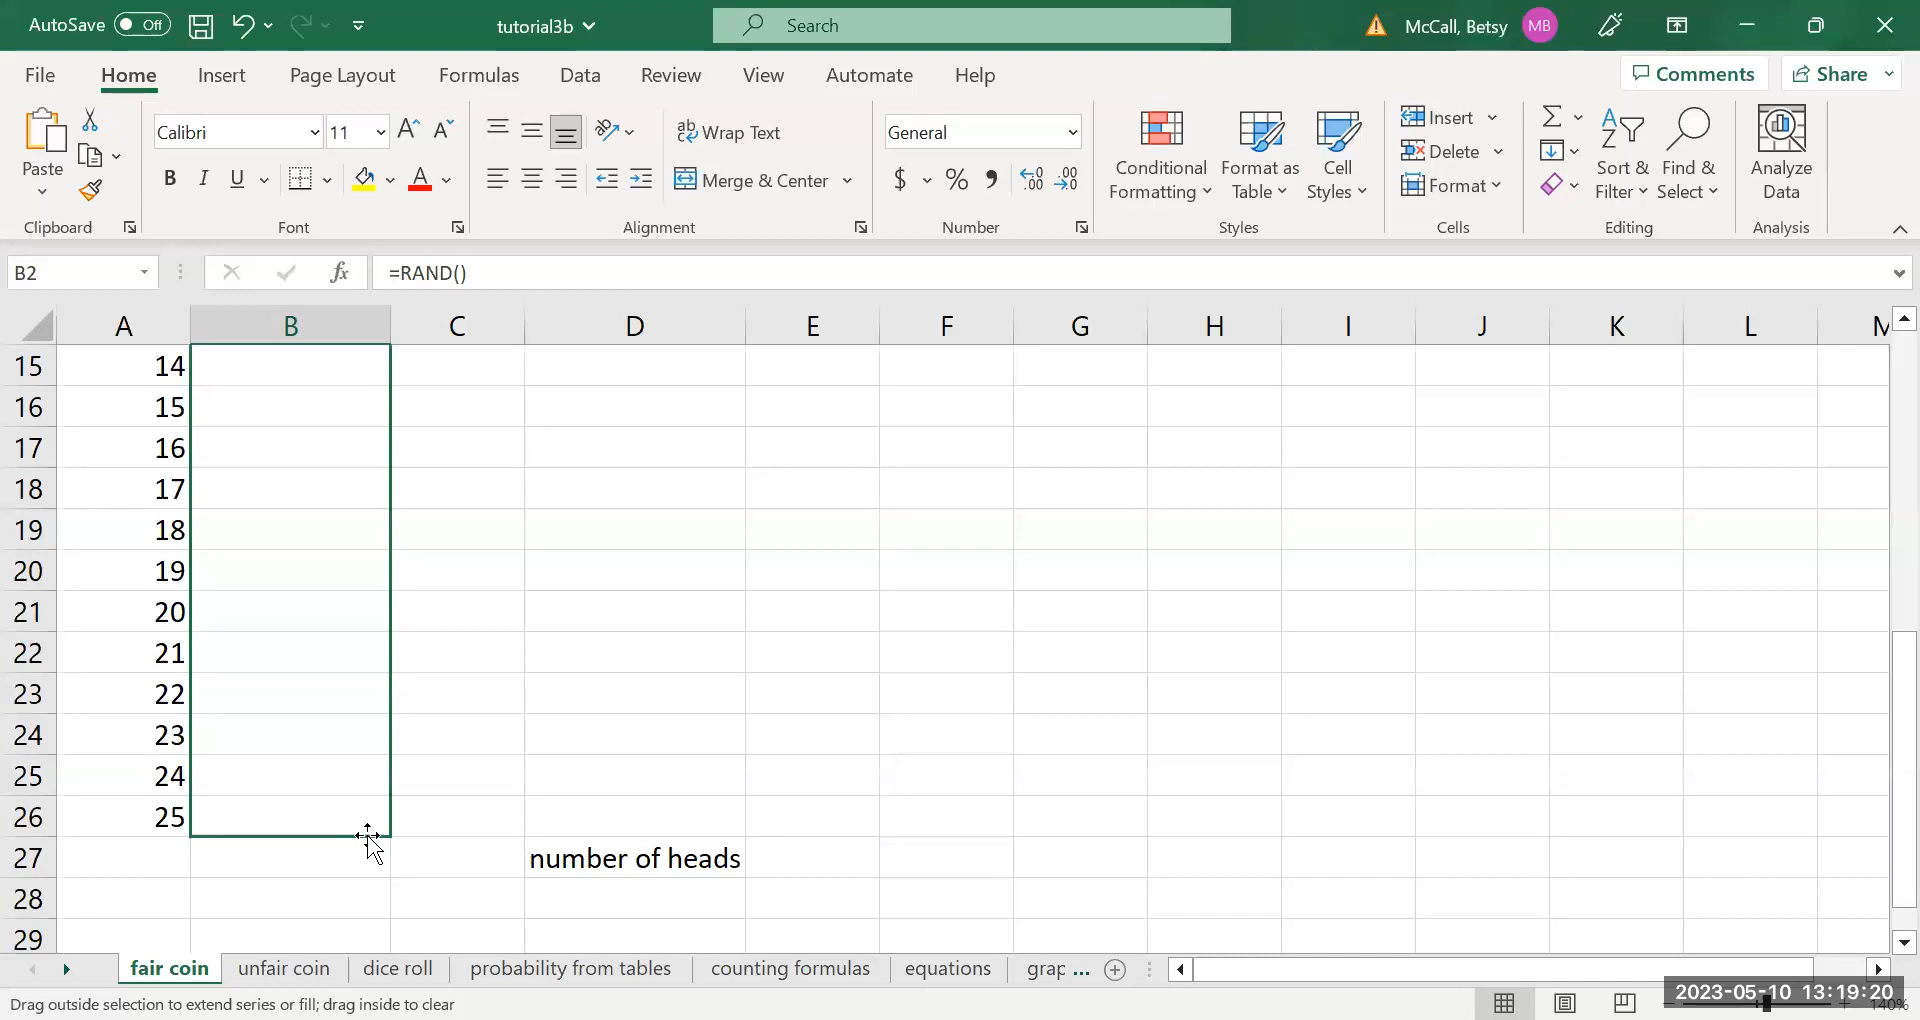 AutoSave Off tutorial3b Search McCall, Betsy MB
File Home Insert Page Layout Formulas Data Review View Automate Help Comments Share
Paste
Clipboard
Calibri 11 A A
B I U A
Font
ab Wrap Text
Merge & Center
Alignment
General
$ % 9 .00 .00
Number
Conditional Formatting
Format as Table
Cell Styles
Styles
Insert
Delete
Format
Cells
Sort & Filter
Find & Select
Editing
Analyze Data
Analysis
B2 fx =RAND()
A B C D E F G H I J K L M
15 14
16 15
17 16
18 17
19 18
20 19
21 20
22 21
23 22
24 23
25 24
26 25
27 number of heads
28
29
fair coin unfair coin dice roll probability from tables counting formulas equations grap ...
Drag outside selection to extend series or fill; drag inside to clear
2023-05-10 13:19:20
140%